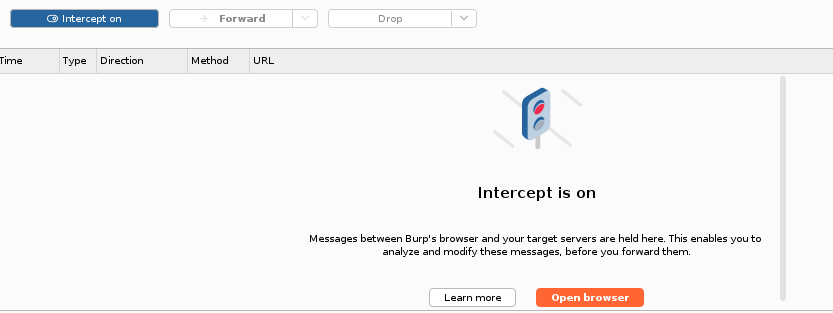 Intercept on
Forward
Drop
Time
Type
Direction
Method
URL
Intercept is on
Messages between Burp's browser and your target servers are held here. This enables you to
analyze and modify these messages, before you forward them.
Learn more
Open browser